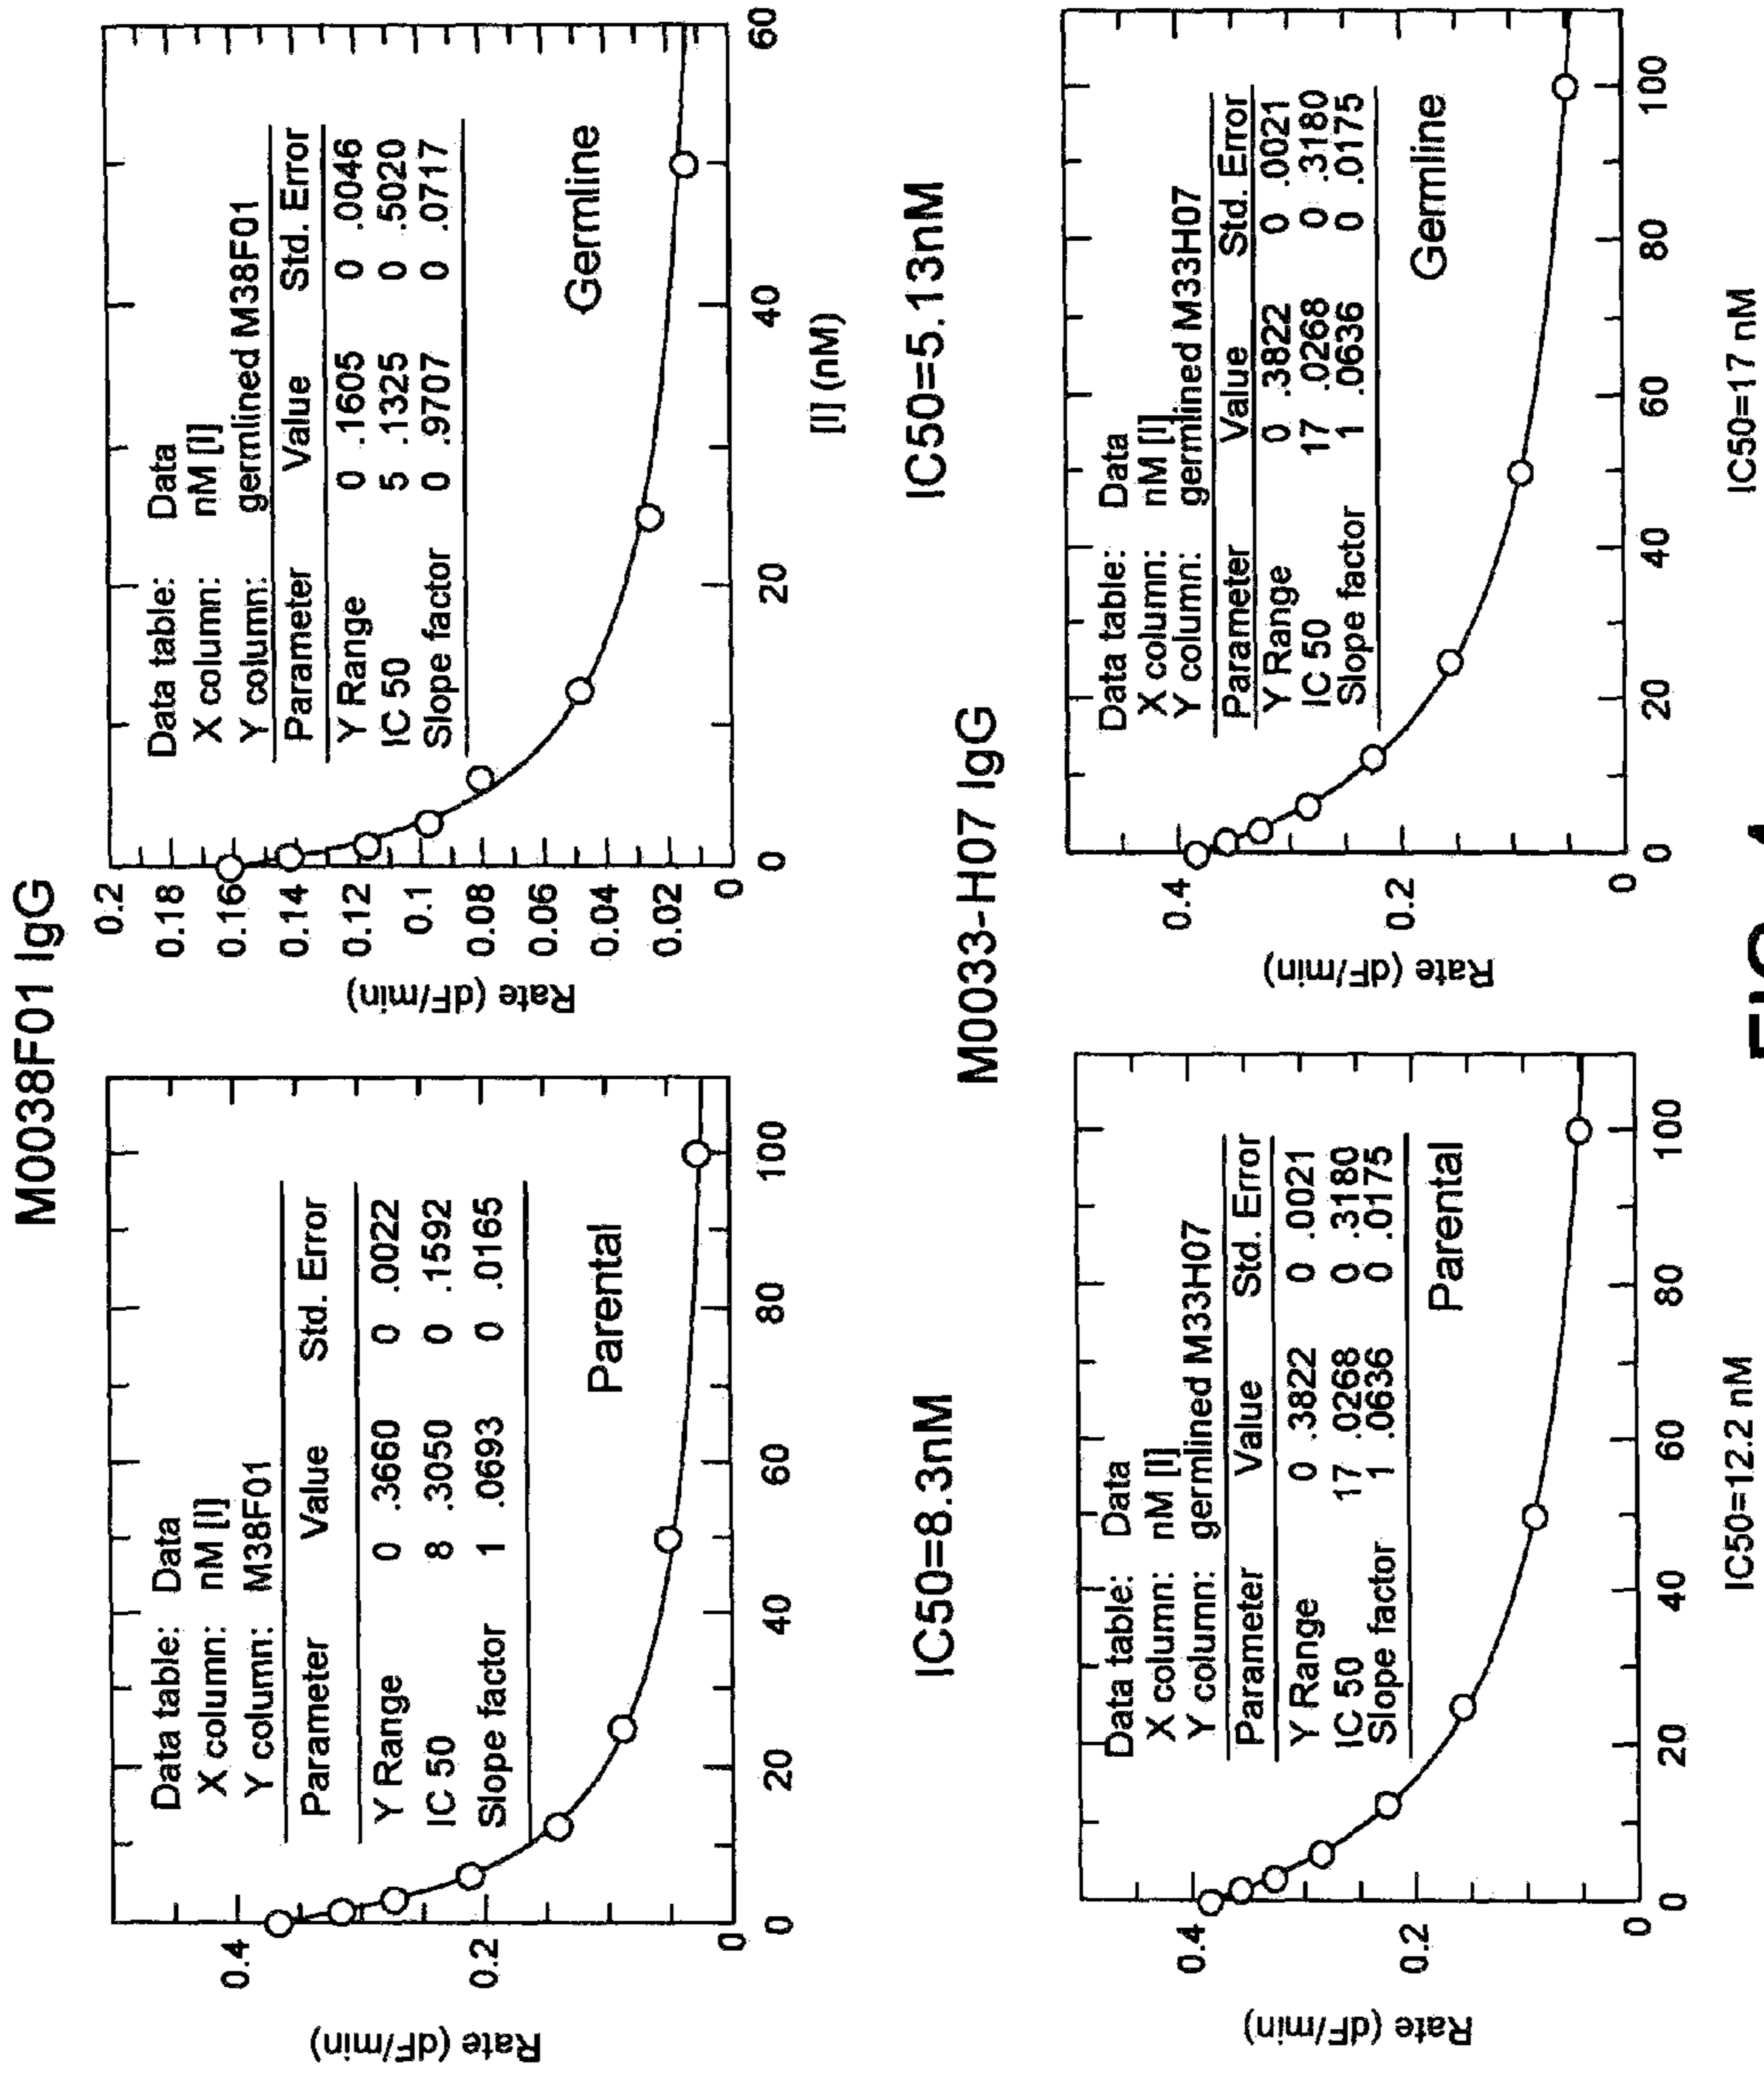 M0038F01 IgG
Rate (dF/min)
0.4
0.2
0
Data table: Data
X column: nM [I]
Y column: M38F01
Parameter Value Std. Error
Y Range 0 .3660 0 .0022
IC 50 8 .3050 0 .1592
Slope factor 1 .0693 0 .0165
Parental
0 20 40 60 80 100
IC50=8.3nM
Rate (dF/min)
0.2
0.18
0.16
0.14
0.12
0.1
0.08
0.06
0.04
0.02
0
Data table: Data
X column: nM [I]
Y column: germlined M38F01
Parameter Value Std. Error
Y Range 0 .1605 0 .0046
IC 50 5 .1325 0 .5020
Slope factor 0 .9707 0 .0717
Germline
0 20 40 60
[I] (nM)
IC50=5.13nM
M0033-H07 IgG
Rate (dF/min)
0.4
0.2
0
Data table: Data
X column: nM [I]
Y column: germlined M33H07
Parameter Value Std. Error
Y Range 0 .3822 0 .0021
IC 50 17 .0268 0 .3180
Slope factor 1 .0636 0 .0175
Parental
0 20 40 60 80 100
IC50=12.2 nM
Rate (dF/min)
0.4
0.2
0
Data table: Data
X column: nM [I]
Y column: germlined M33H07
Parameter Value Std. Error
Y Range 0 .3822 0 .0021
IC 50 17 .0268 0 .3180
Slope factor 1 .0636 0 .0175
Germline
0 20 40 60 80 100
IC50=17 nM